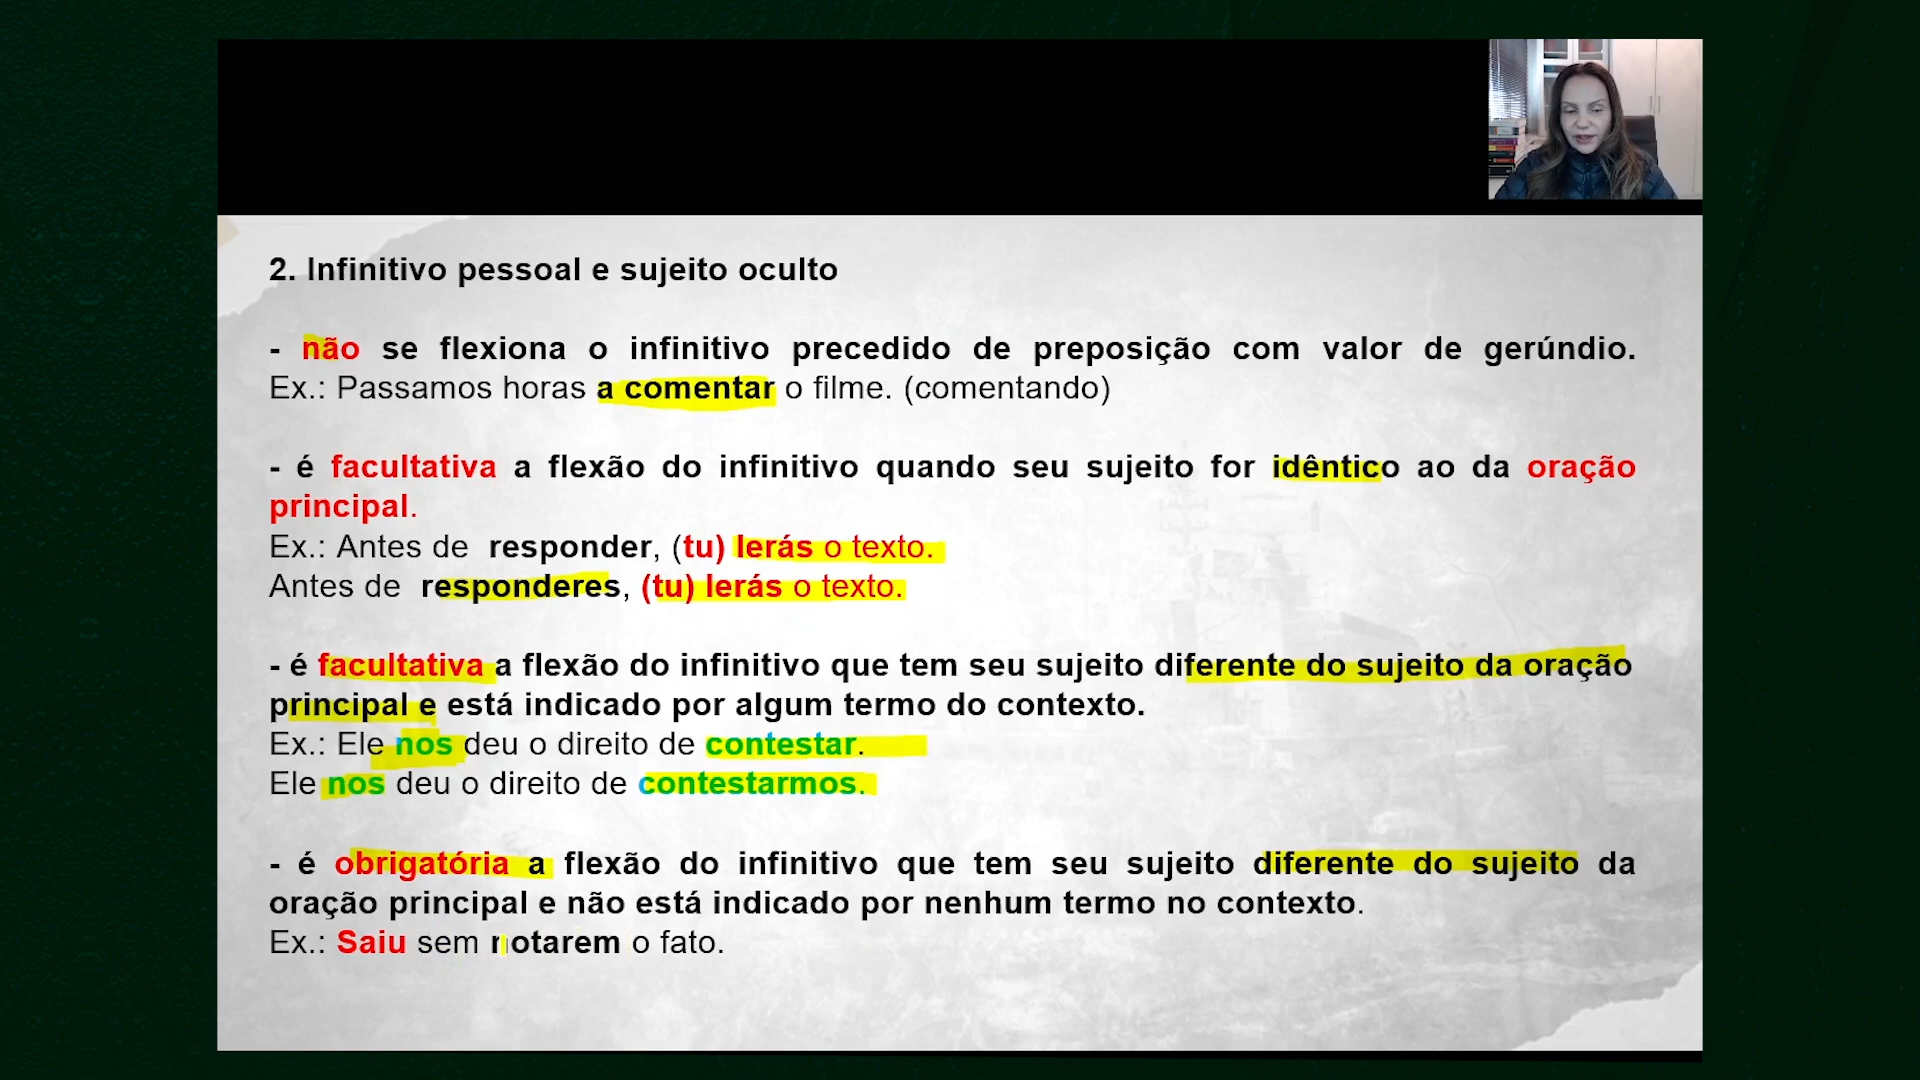 2. Infinitivo pessoal e sujeito oculto
- não se flexiona o infinitivo precedido de preposição com valor de gerúndio.
Ex.: Passamos horas a comentar o filme. (comentando)
- é facultativa a flexão do infinitivo quando seu sujeito for idêntico ao da oração
principal.
Ex.: Antes de responder, (tu) lerás o texto.
Antes de responderes, (tu) lerás o texto.
- é facultativa a flexão do infinitivo que tem seu sujeito diferente do sujeito da oração
principal e está indicado por algum termo do contexto.
Ex.: Ele nos deu o direito de contestar.
Ele nos deu o direito de contestarmos.
- é obrigatória a flexão do infinitivo que tem seu sujeito diferente do sujeito da
oração principal e não está indicado por nenhum termo no contexto.
Ex.: Saiu sem notarem o fato.